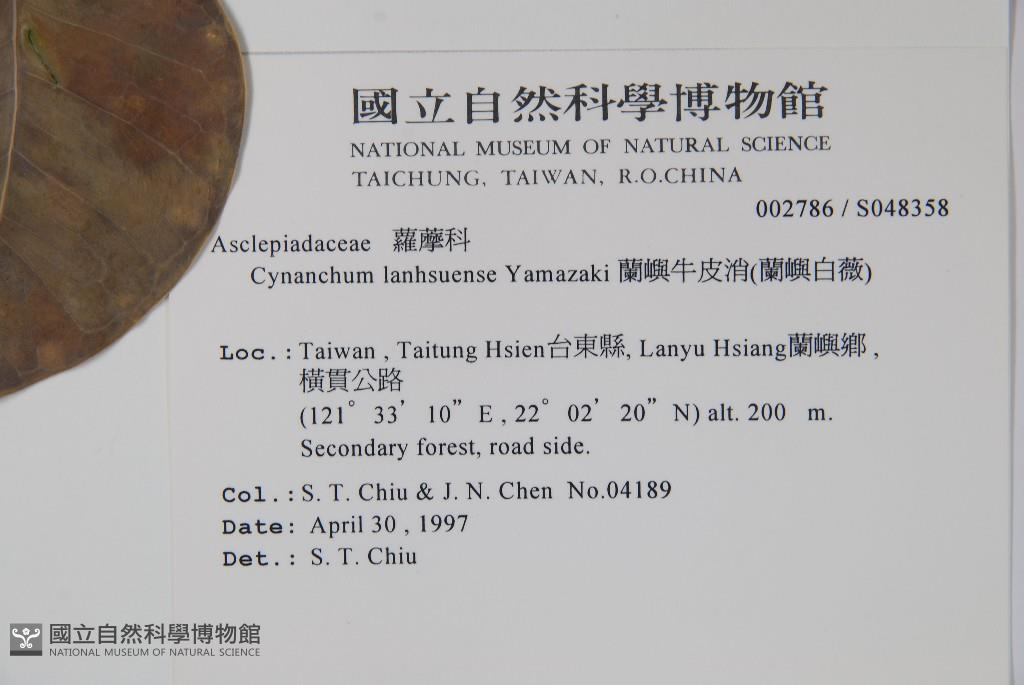 國立自然科學博物館
NATIONAL MUSEUM OF NATURAL SCIENCE
TAICHUNG, TAIWAN, R.O.CHINA
002786 / S048358
Asclepiadaceae 蘿藦科
Cynanchum lanhsuense Yamazaki 蘭嶼牛皮消(蘭嶼白薇)
Loc.: Taiwan , Taitung Hsien台東縣, Lanyu Hsiang蘭嶼鄉 ,
橫貫公路
(121° 33’ 10” E , 22° 02’ 20” N) alt. 200 m.
Secondary forest, road side.
Col.: S. T. Chiu & J. N. Chen No.04189
Date: April 30 , 1997
Det.: S. T. Chiu
國立自然科學博物館
NATIONAL MUSEUM OF NATURAL SCIENCE